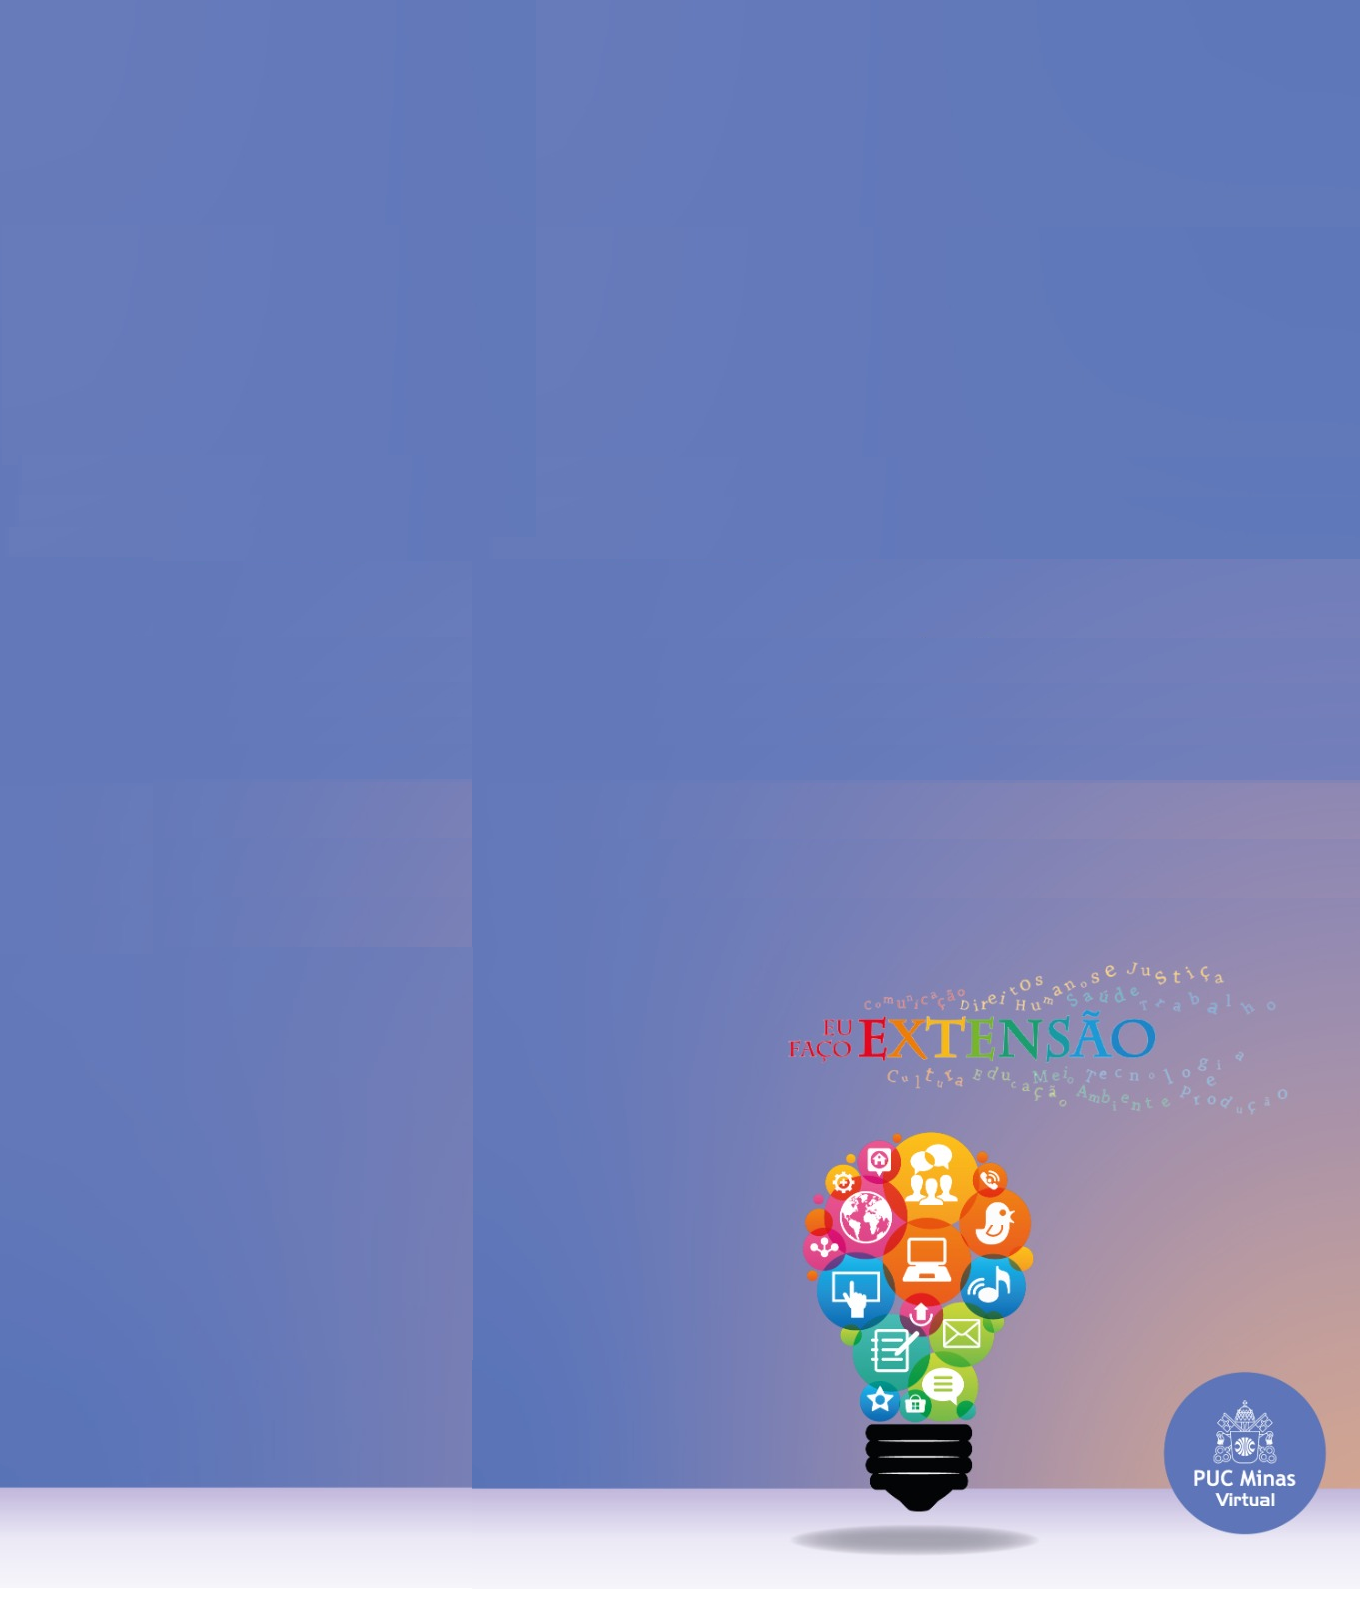 Comunicação Direitos Humanos e Justiça
Saúde Trabalho
EU
FAÇO EXTENSÃO
Cultura Educação Meio Ambiente Tecnologia e Produção
PUC Minas
Virtual